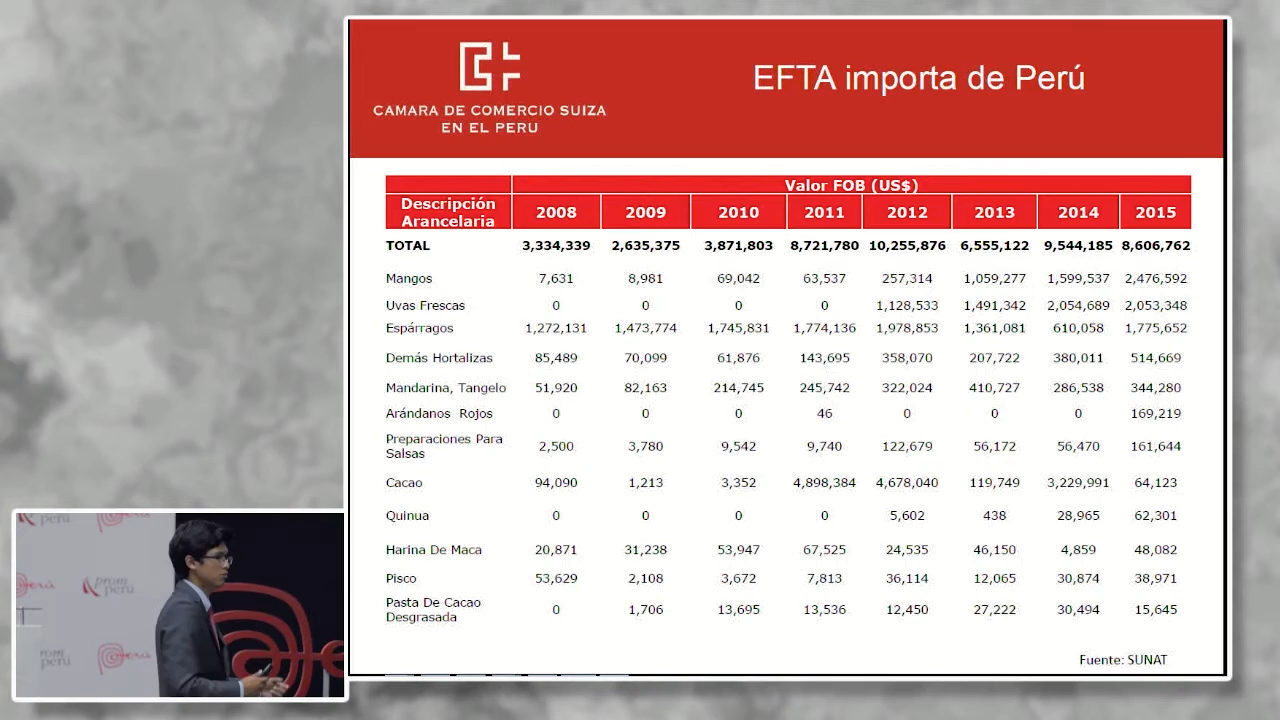 CAMARA DE COMERCIO SUIZA
EN EL PERU
EFTA importa de Perú
Valor FOB (US$)
Descripción
Arancelaria
2008 2009 2010 2011 2012 2013 2014 2015
TOTAL 3,334,339 2,635,375 3,871,803 8,721,780 10,255,876 6,555,122 9,544,185 8,606,762
Mangos 7,631 8,981 69,042 63,537 257,314 1,059,277 1,599,537 2,476,592
Uvas Frescas 0 0 0 0 1,128,533 1,491,342 2,054,689 2,053,348
Espárragos 1,272,131 1,473,774 1,745,831 1,774,136 1,978,853 1,361,081 610,058 1,775,652
Demás Hortalizas 85,489 70,099 61,876 143,695 358,070 207,722 380,011 514,669
Mandarina, Tangelo 51,920 82,163 214,745 245,742 322,024 410,727 286,538 344,280
Arándanos Rojos 0 0 0 46 0 0 0 169,219
Preparaciones Para
Salsas 2,500 3,780 9,542 9,740 122,679 56,172 56,470 161,644
Cacao 94,090 1,213 3,352 4,898,384 4,678,040 119,749 3,229,991 64,123
Quinua 0 0 0 0 5,602 438 28,965 62,301
Harina De Maca 20,871 31,238 53,947 67,525 24,535 46,150 4,859 48,082
Pisco 53,629 2,108 3,672 7,813 36,114 12,065 30,874 38,971
Pasta De Cacao
Desgrasada 0 1,706 13,695 13,536 12,450 27,222 30,494 15,645
Fuente: SUNAT
perú
prom
perú
perú